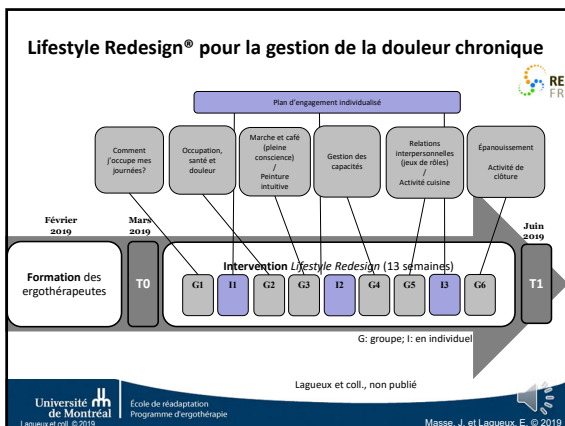 Lifestyle Redesign® pour la gestion de la douleur chronique
RE
FR
Plan d'engagement individualisé
Comment
j'occupe mes
journées?
Occupation,
santé et
douleur
Marche et café
(pleine
conscience)
/
Peinture
intuitive
Gestion des
capacités
Relations
interpersonnelles
(jeux de rôles)
/
Activité cuisine
Épanouissement
Activité de
clôture
Février
2019
Mars
2019
Juin
2019
Formation des
ergothérapeutes
T0
Intervention Lifestyle Redesign (13 semaines)
G1
I1
G2
G3
I2
G4
G5
I3
G6
T1
G: groupe; I: en individuel
Lagueux et coll., non publié
Université
de Montréal
École de réadaptation
Programme d'ergothérapie
Lagueux et coll. © 2019
Masse, J. et Lagueux, E. © 2019